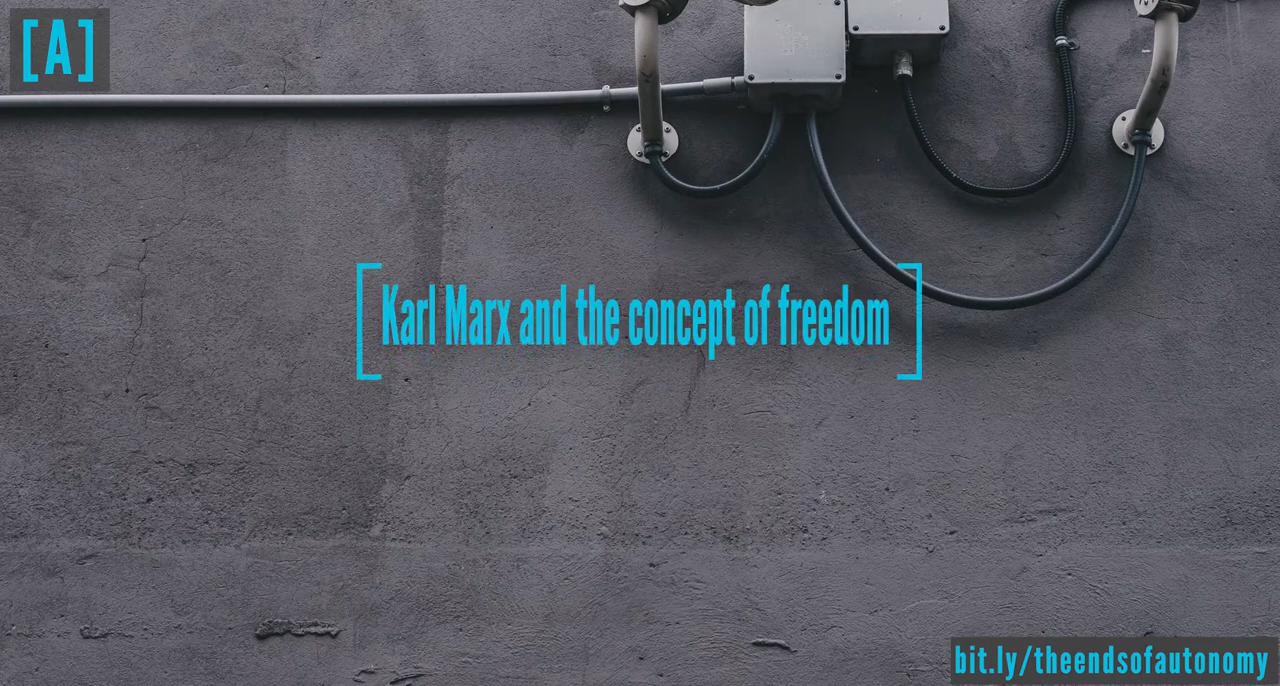 [A]
[Karl Marx and the concept of freedom]
bit.ly/theendsofautonomy